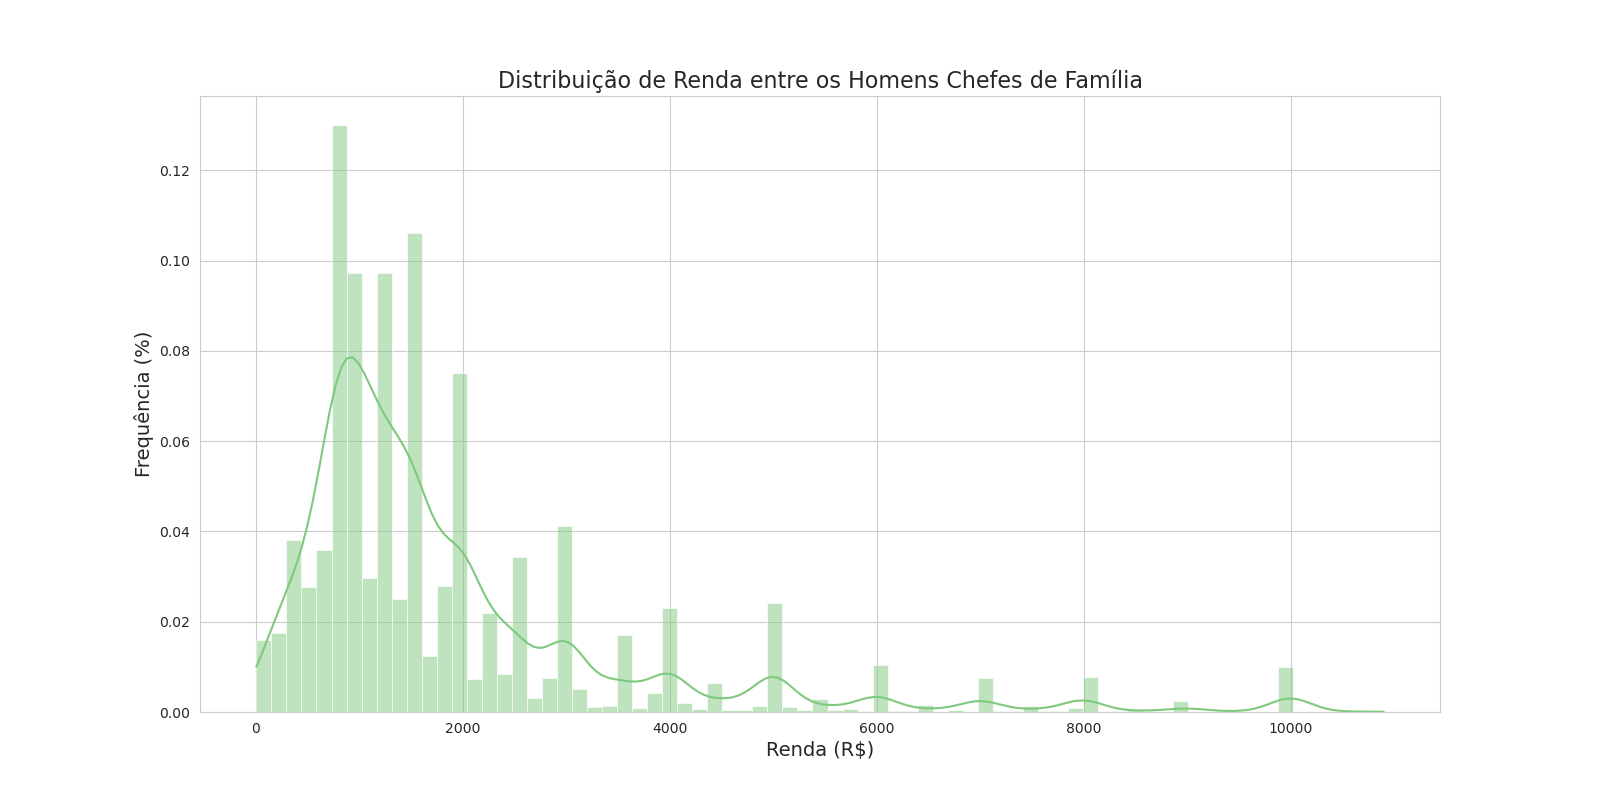 Distribuição de Renda entre os Homens Chefes de Família
0.12
0.10
0.08
0.06
0.04
0.02
0.00
Frequência (%)
0 2000 4000 6000 8000 10000
Renda (R$)